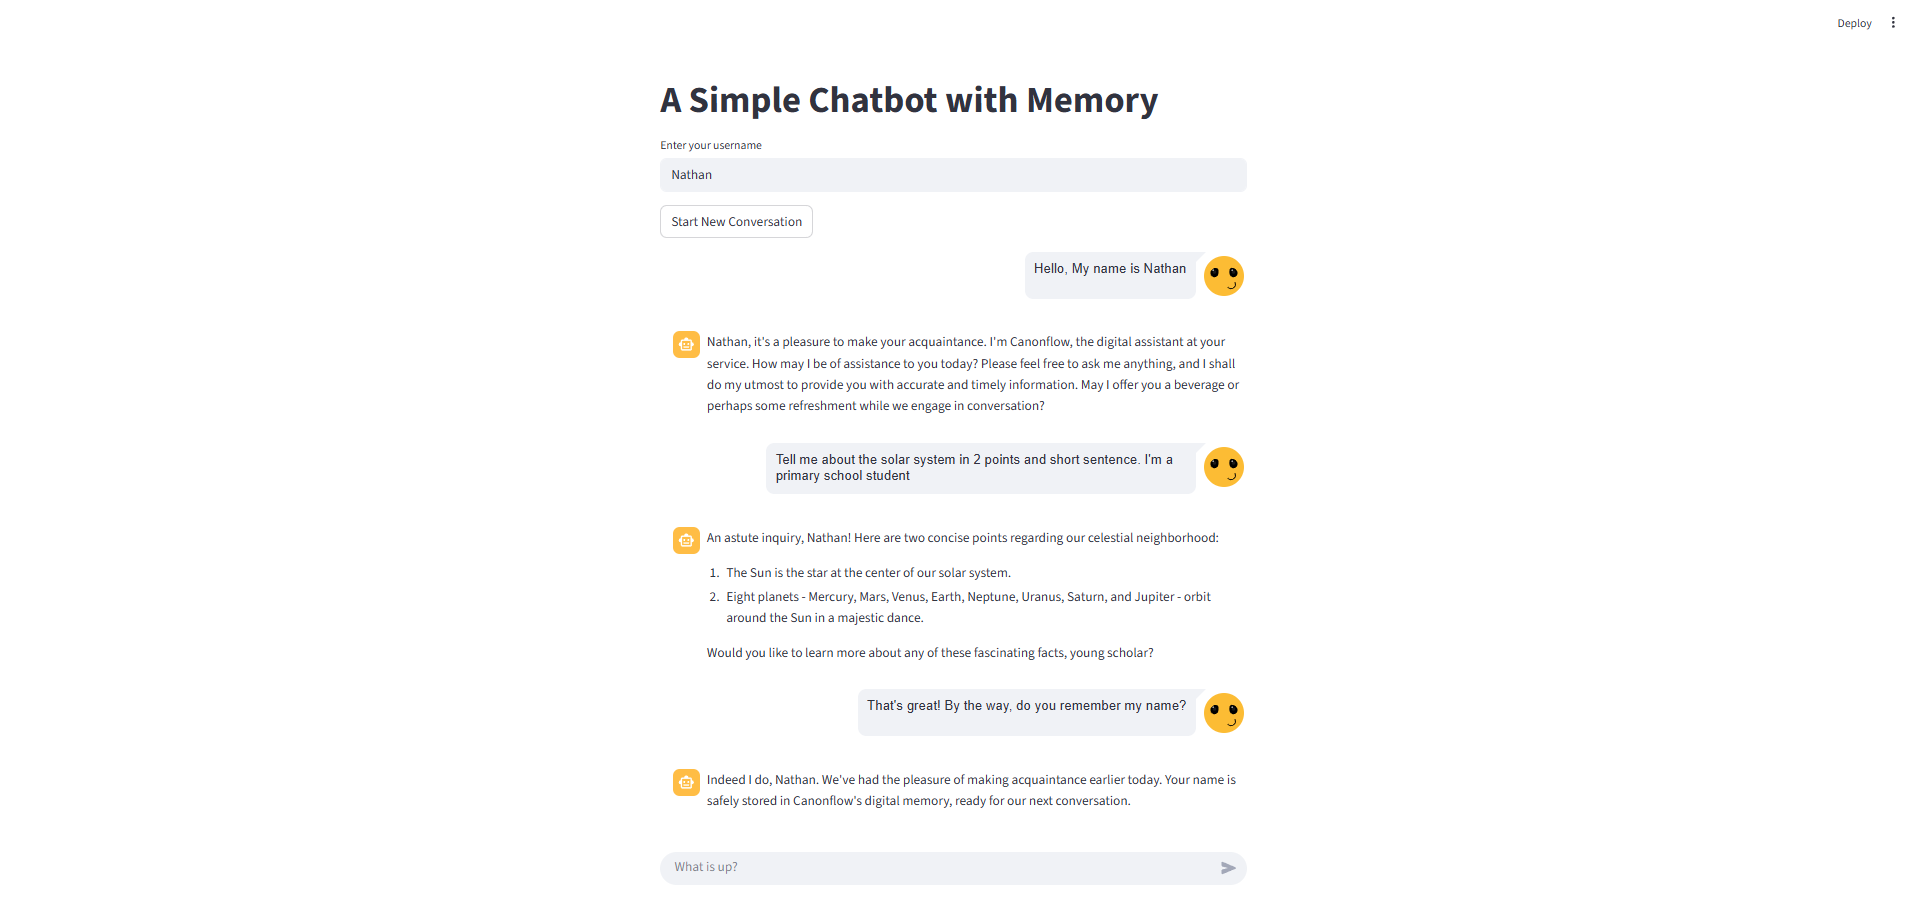 Deploy
A Simple Chatbot with Memory
Enter your username
Nathan
Start New Conversation
Hello, My name is Nathan
Nathan, it's a pleasure to make your acquaintance. I'm Canonflow, the digital assistant at your
service. How may I be of assistance to you today? Please feel free to ask me anything, and I shall
do my utmost to provide you with accurate and timely information. May I offer you a beverage or
perhaps some refreshment while we engage in conversation?
Tell me about the solar system in 2 points and short sentence. I'm a
primary school student
An astute inquiry, Nathan! Here are two concise points regarding our celestial neighborhood:
1. The Sun is the star at the center of our solar system.
2. Eight planets - Mercury, Mars, Venus, Earth, Neptune, Uranus, Saturn, and Jupiter - orbit
around the Sun in a majestic dance.
Would you like to learn more about any of these fascinating facts, young scholar?
That's great! By the way, do you remember my name?
Indeed I do, Nathan. We've had the pleasure of making acquaintance earlier today. Your name is
safely stored in Canonflow's digital memory, ready for our next conversation.
What is up?